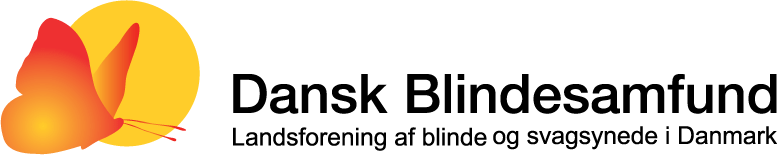 Dansk Blindesamfund
Landsforening af blinde og svagsynede i Danmark